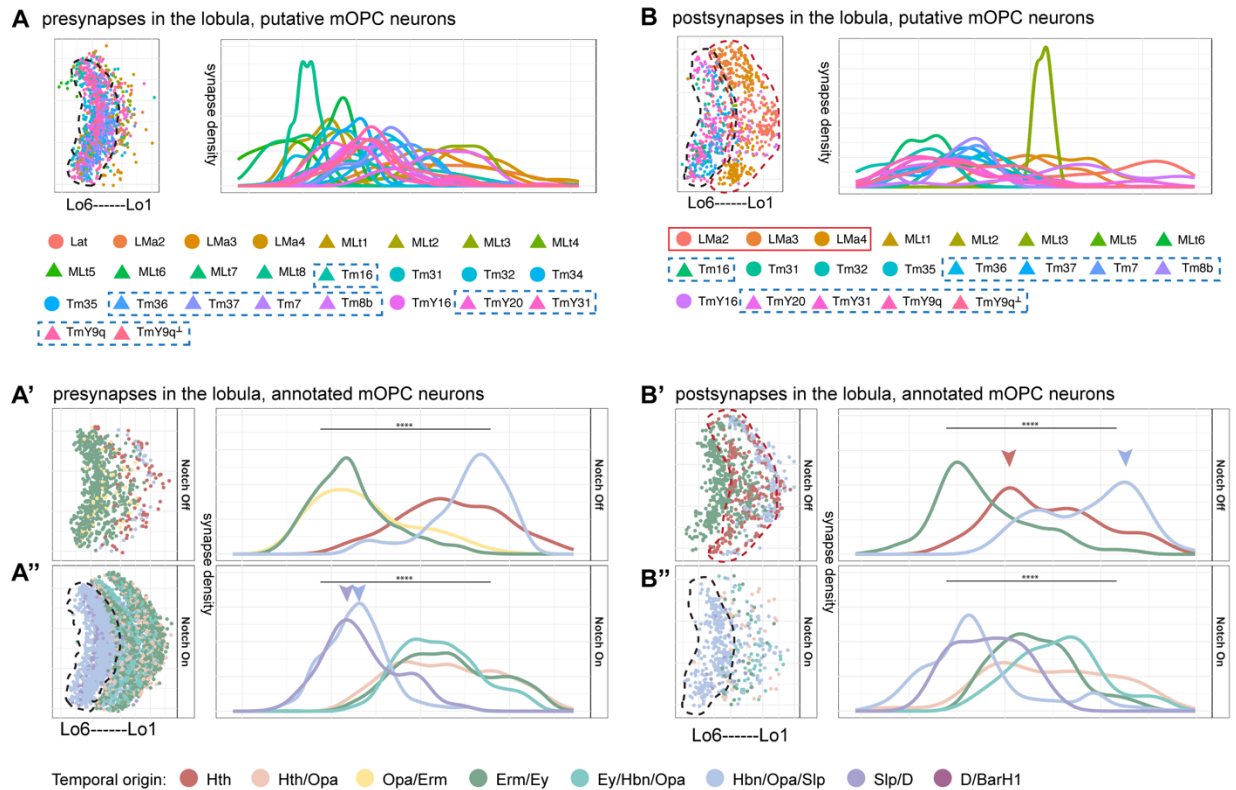 A presynapses in the lobula, putative mOPC neurons
synapse density
Lo6------Lo1
Lat LMa2 LMa3 LMa4 MLt1 MLt2 MLt3 MLt4
MLt5 MLt6 MLt7 MLt8 Tm16 Tm31 Tm32 Tm34
Tm35 Tm36 Tm37 Tm7 Tm8b TmY16 TmY20 TmY31
TmY9q TmY9q⊥
B postsynapses in the lobula, putative mOPC neurons
synapse density
Lo6------Lo1
LMa2 LMa3 LMa4 MLt1 MLt2 MLt3 MLt5 MLt6
Tm16 Tm31 Tm32 Tm35 Tm36 Tm37 Tm7 Tm8b
TmY16 TmY20 TmY31 TmY9q TmY9q⊥
A' presynapses in the lobula, annotated mOPC neurons
Notch Off
****
Notch Off
synapse density
A''
Notch On
****
Notch On
Lo6------Lo1
B' postsynapses in the lobula, annotated mOPC neurons
Notch Off
****
Notch Off
synapse density
B''
Notch On
****
Notch On
Lo6------Lo1
Temporal origin: Hth Hth/Opa Opa/Erm Erm/Ey Ey/Hbn/Opa Hbn/Opa/Slp Slp/D D/BarH1